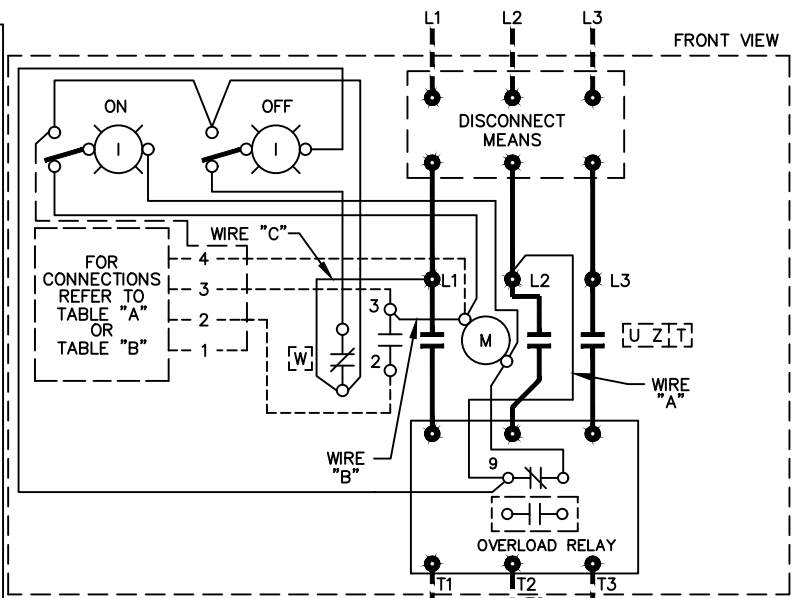 L1 L2 L3
FRONT VIEW
ON OFF
DISCONNECT
MEANS
WIRE "C"
L1 L2 L3
FOR
CONNECTIONS
REFER TO
TABLE "A"
OR
TABLE "B"
4
3
2
1
3
2
W
M
U Z T
WIRE
"A"
WIRE
"B"
9
OVERLOAD RELAY
T1 T2 T3